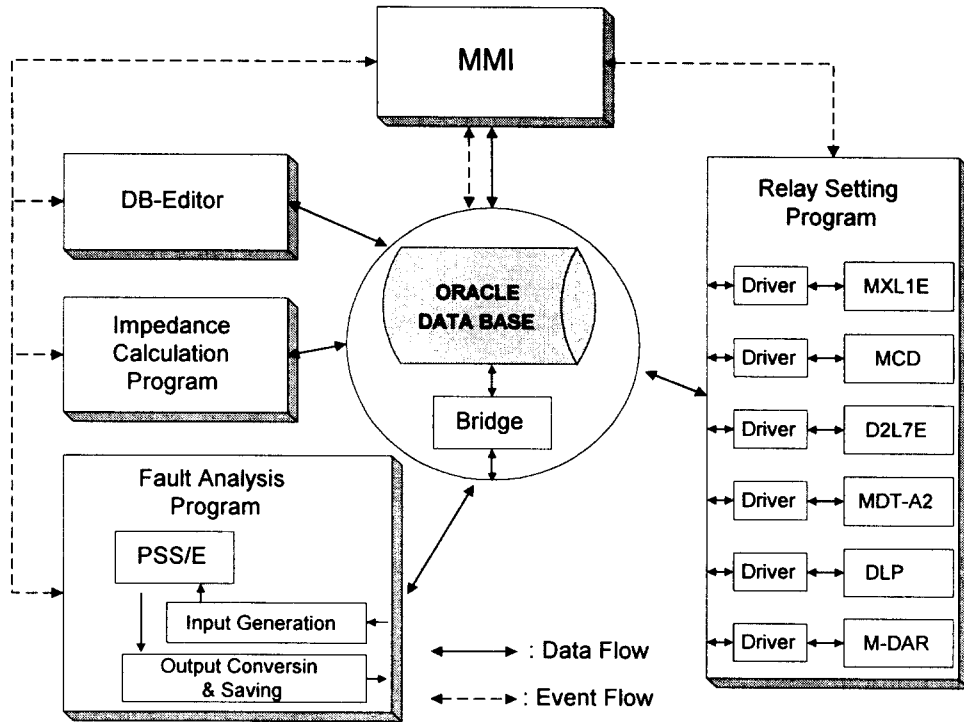 MMI
DB-Editor
Impedance
Calculation
Program
Fault Analysis
Program
PSS/E
Input Generation
Output Conversin
& Saving
ORACLE
DATA BASE
Bridge
Relay Setting
Program
Driver
MXL1E
Driver
MCD
Driver
D2L7E
Driver
MDT-A2
Driver
DLP
Driver
M-DAR
: Data Flow
: Event Flow